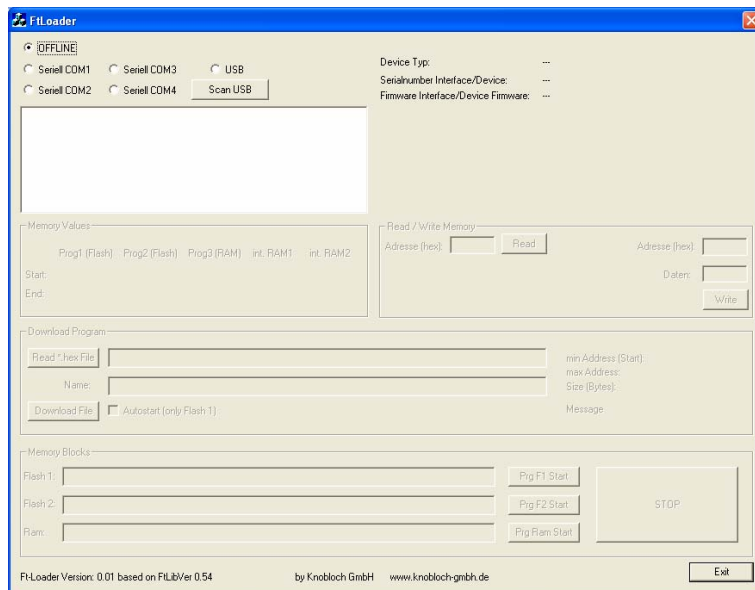 FtLoader
OFFLINE
Seriell COM1 Seriell COM3 USB
Seriell COM2 Seriell COM4 Scan USB
Device Typ: ---
Serialnumber Interface/Device: ---
Firmware Interface/Device Firmware: ---
Memory Values
Prog1 (Flash) Prog2 (Flash) Prog3 (RAM) int. RAM1 int. RAM2
Start:
End:
Read / Write Memory
Adresse (hex): Read Adresse (hex):
Daten:
Write
Download Program
Read *.hex File min Address (Start):
max Address:
Name: Size (Bytes):
Download File Autostart (only Flash 1) Message
Memory Blocks
Flash 1: Prg F1 Start
Flash 2: Prg F2 Start STOP
Ram: Prg Ram Start
Exit
Ft-Loader Version: 0.01 based on FtLibVer 0.54 by Knobloch GmbH www.knobloch-gmbh.de